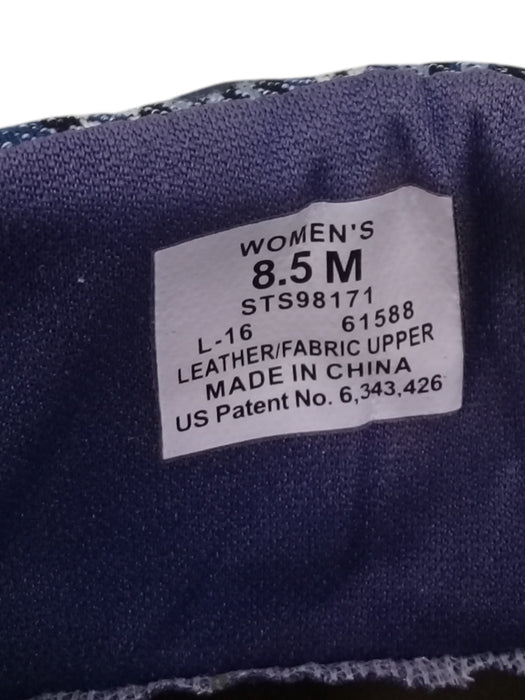 WOMEN'S
8.5 M
STS98171
L-16 61588
LEATHER/FABRIC UPPER
MADE IN CHINA
US Patent No. 6,343,426